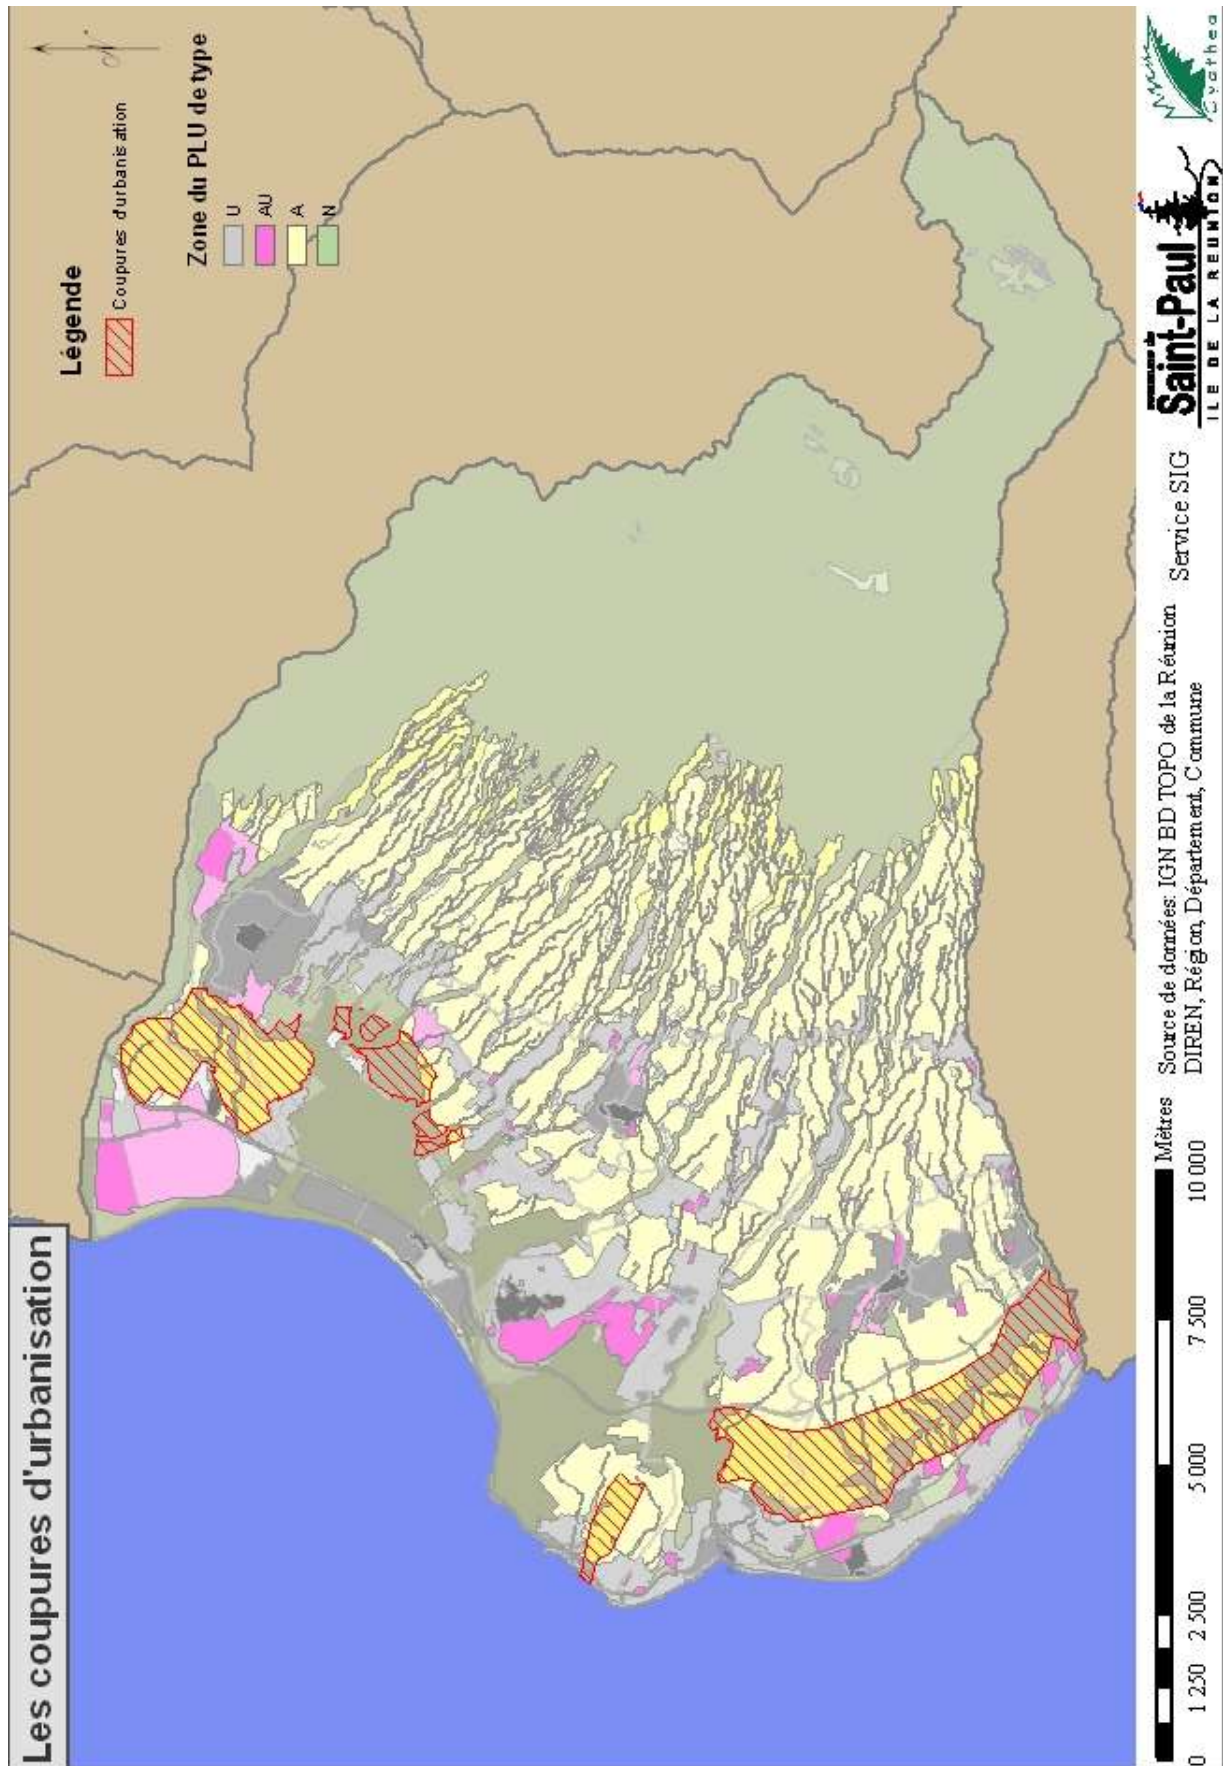 Les coupures d'urbanisation
Légende
Coupures d'urbanisation
Zone du PLU de type
U
AU
A
N
N
0 1 250 2 500 5 000 7 500 10 000
Mètres
Source de données: IGN BD TOPO de la Réunion
DIREN, Région, Département, Commune
Service SIG
Saint-Paul
ILE DE LA REUNION
Cyathea